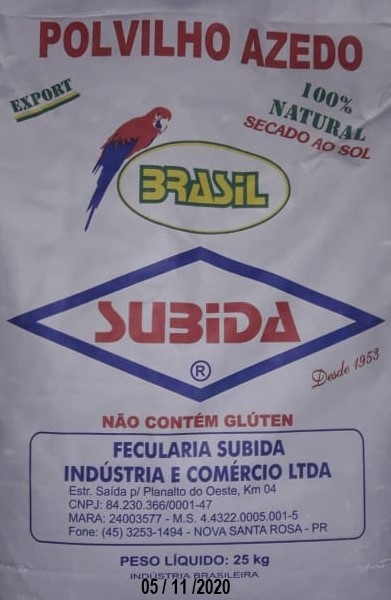 POLVILHO AZEDO
EXPORT
100%
NATURAL
SECADO AO SOL
BRASiL
SUBiDA
®
Desde 1953
NÃO CONTÉM GLÚTEN
FECULARIA SUBIDA
INDÚSTRIA E COMÉRCIO LTDA
Estr. Saída p/ Planalto do Oeste, Km 04
CNPJ: 84.230.366/0001-47
MARA: 24003577 - M.S. 4.4322.0005.001-5
Fone: (45) 3253-1494 - NOVA SANTA ROSA - PR
PESO LÍQUIDO: 25 kg
INDÚSTRIA BRASILEIRA
05 / 11 /2020